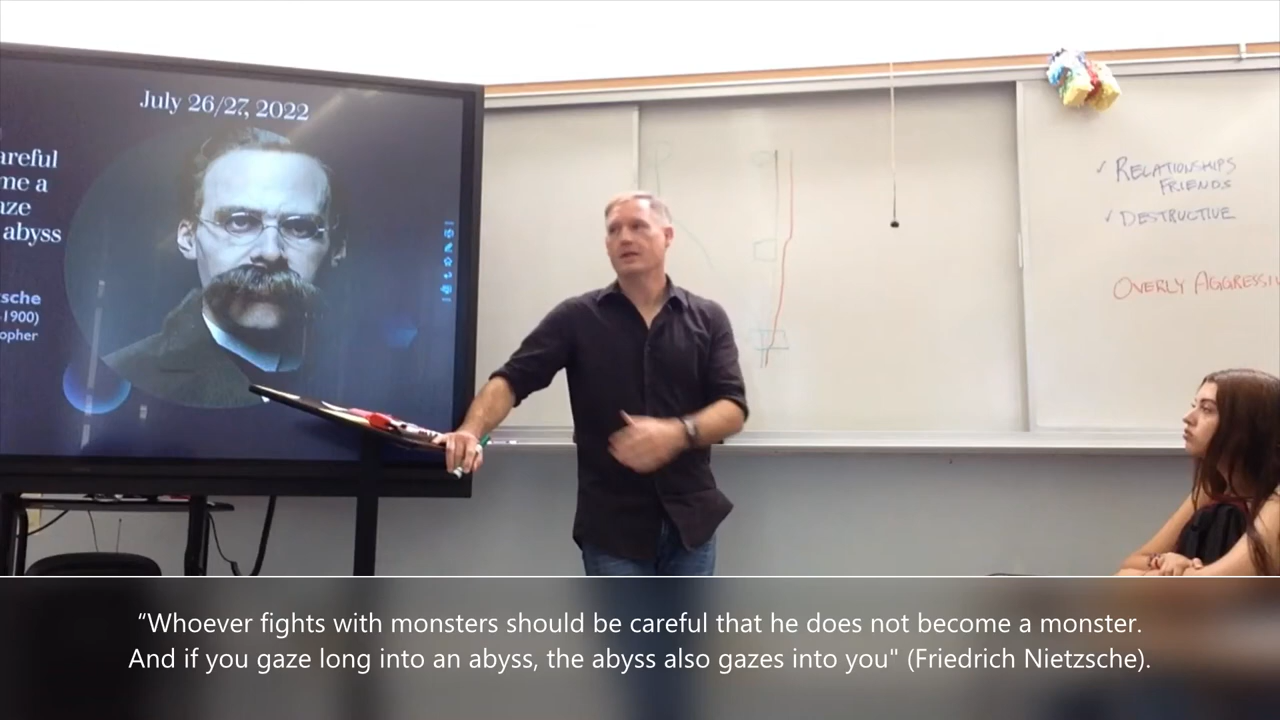 July 26/27, 2022
areful
me a
aze
abyss
sche
1900)
opher
✓ RELATIONSHIPS
FRIENDS
✓ DESTRUCTIVE
OVERLY AGGRESSI
“Whoever fights with monsters should be careful that he does not become a monster.
And if you gaze long into an abyss, the abyss also gazes into you" (Friedrich Nietzsche).